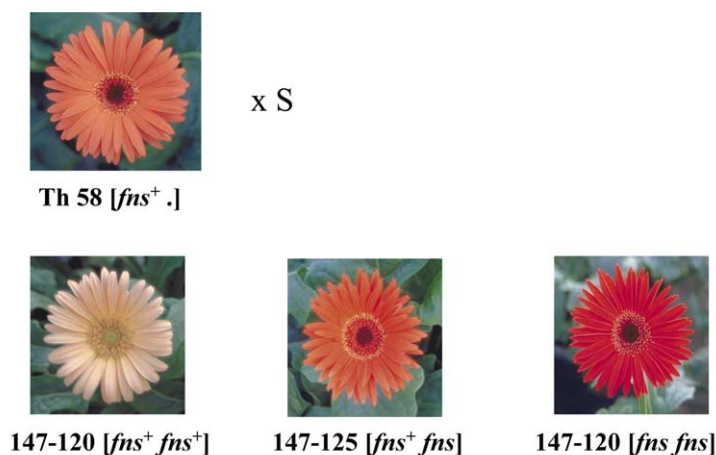 x S
Th 58 [fns⁺ .]
147-120 [fns⁺ fns⁺]
147-125 [fns⁺ fns]
147-120 [fns fns]